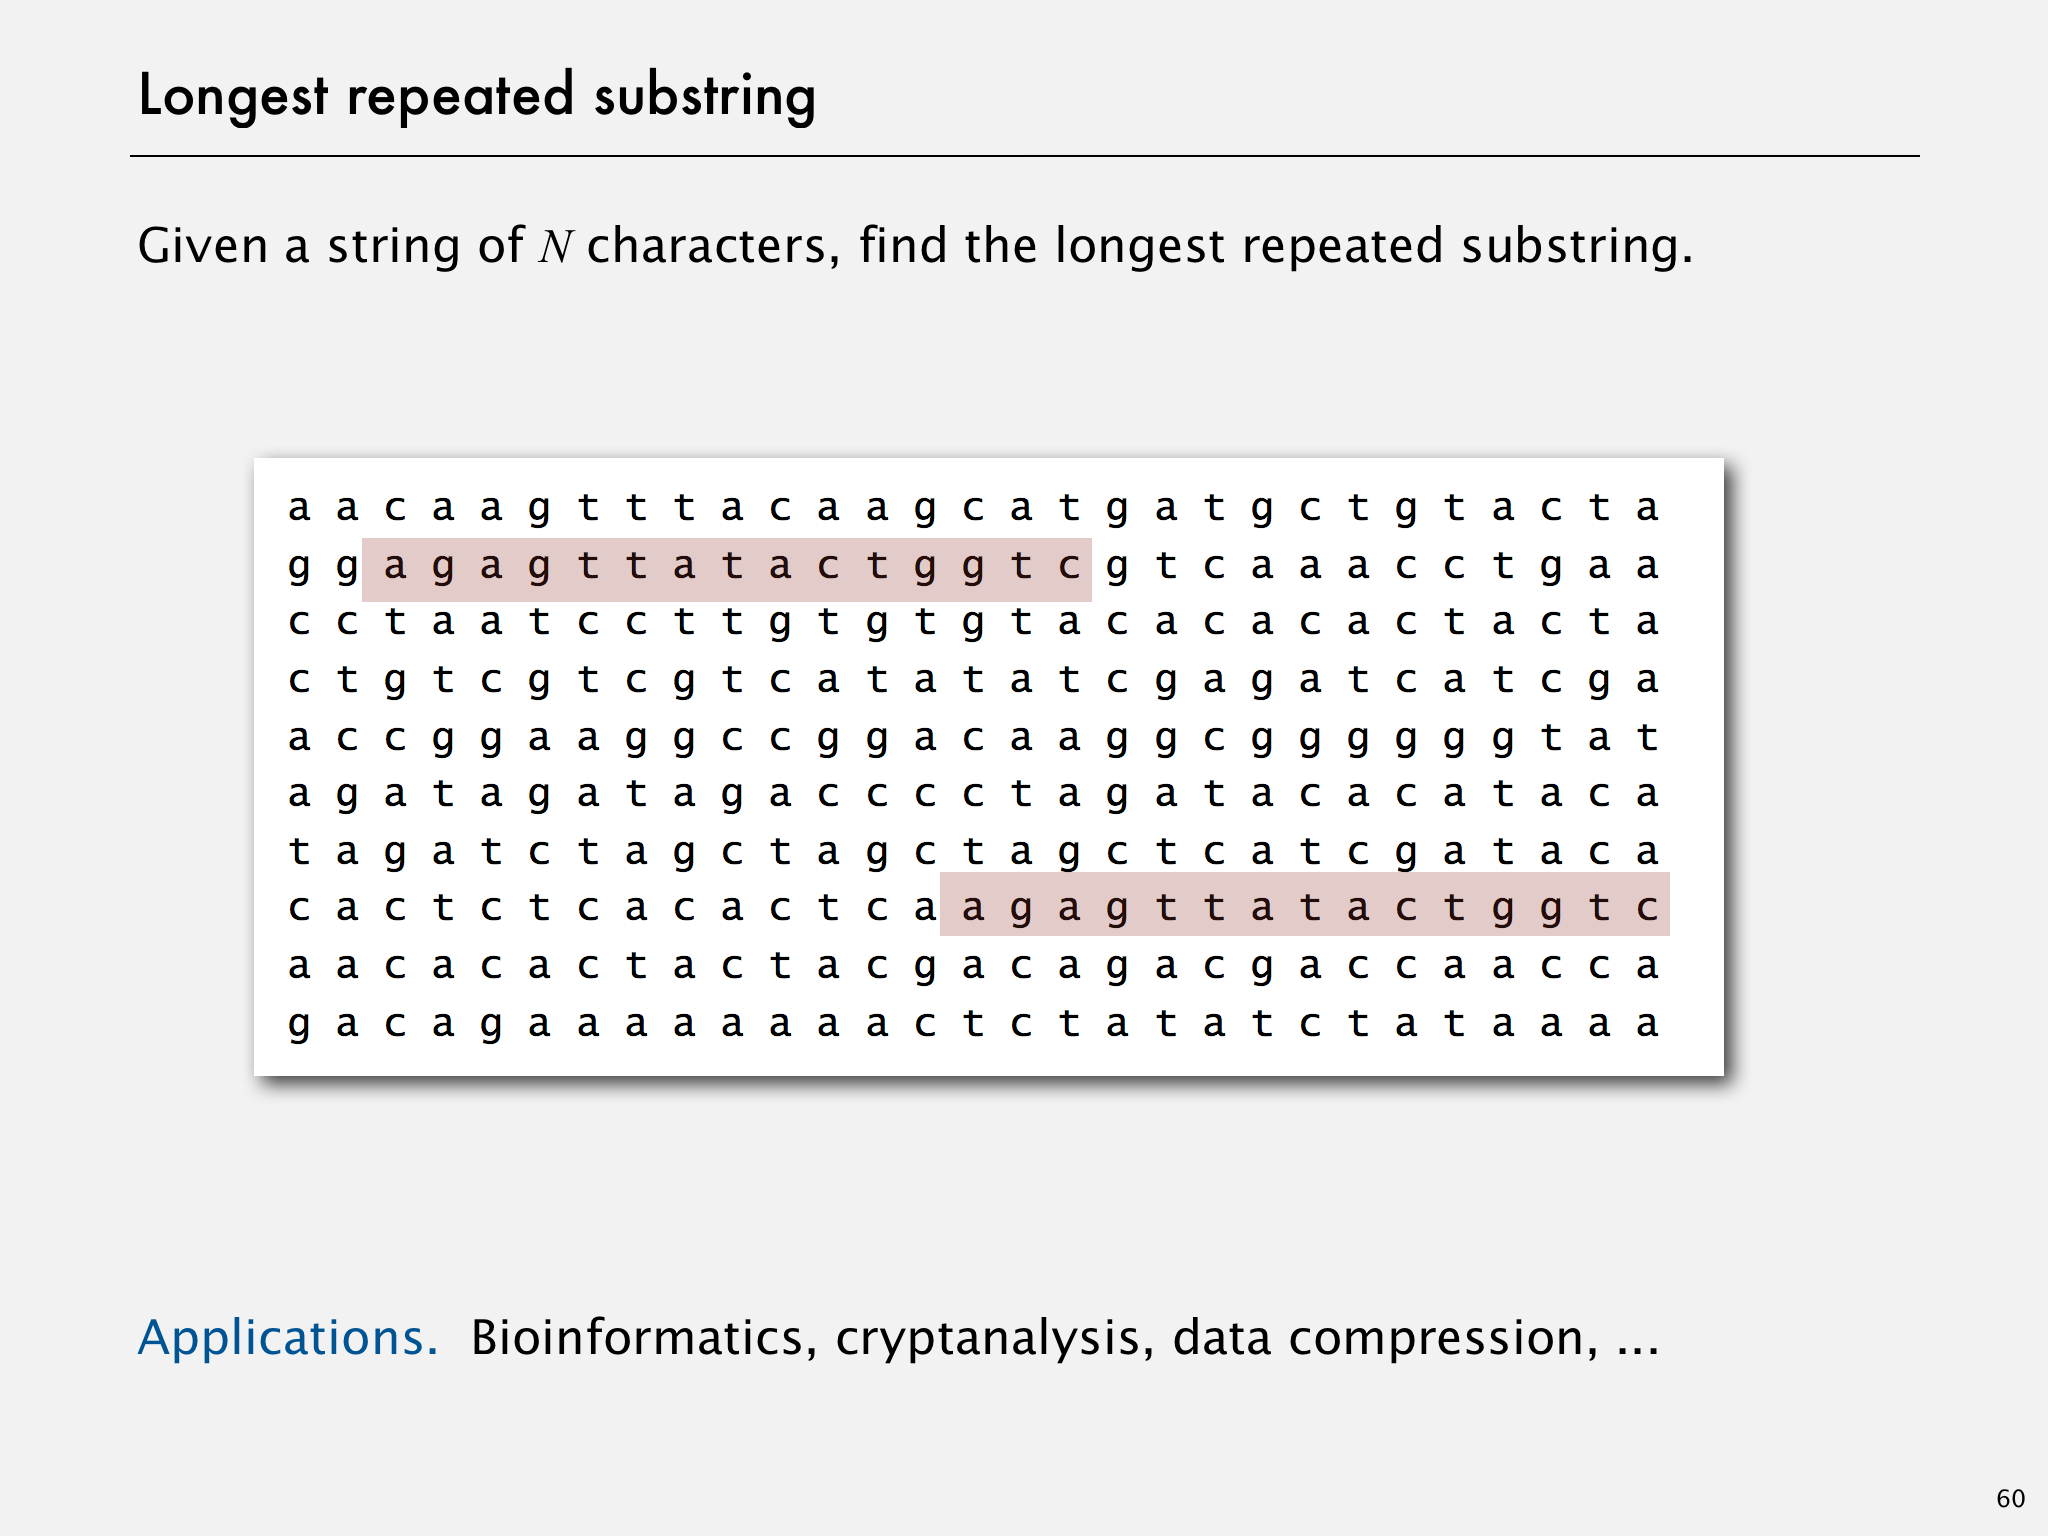 Longest repeated substring
Given a string of N characters, find the longest repeated substring.
a a c a a g t t t a c a a g c a t g a t g c t g t a c t a
g g a g a g t t a t a c t g g t c g t c a a a c c t g a a
c c t a a t c c t t g t g t g t a c a c a c a c t a c t a
c t g t c g t c g t c a t a t a t c g a g a t c a t c g a
a c c g g a a g g c c g g a c a a g g c g g g g g g t a t
a g a t a g a t a g a c c c c t a g a t a c a c a t a c a
t a g a t c t a g c t a g c t a g c t c a t c g a t a c a
c a c t c t c a c a c t c a a g a g t t a t a c t g g t c
a a c a c a c t a c t a c g a c a g a c g a c c a a c c a
g a c a g a a a a a a a a c t c t a t a t c t a t a a a a
Applications. Bioinformatics, cryptanalysis, data compression, ...
60